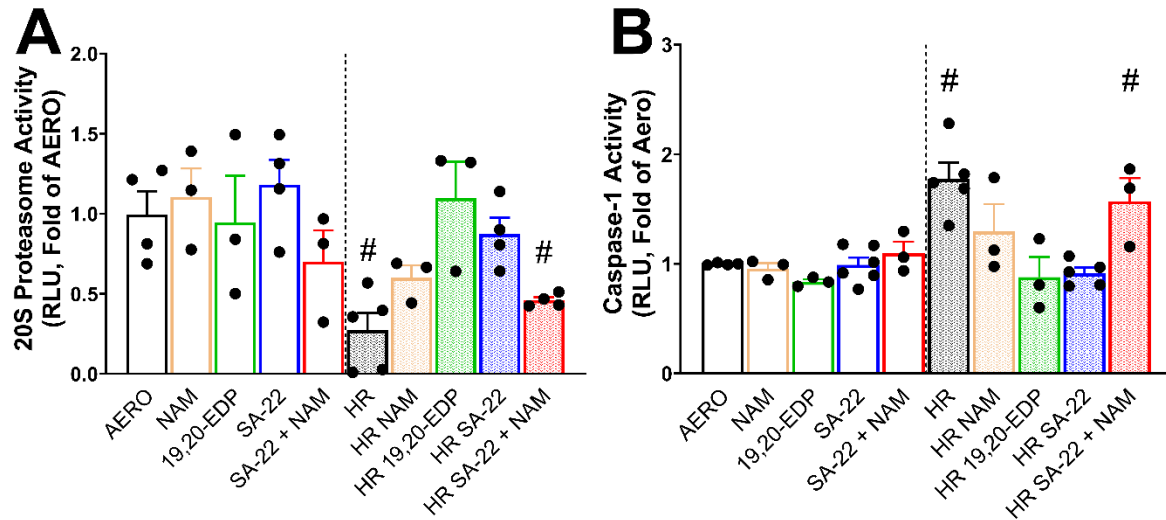 A
20S Proteasome Activity
(RLU, Fold of AERO)
2.0
1.5
1.0
0.5
0.0
#
#
AERO
NAM
19,20-EDP
SA-22
SA-22 + NAM
HR
HR NAM
HR 19,20-EDP
HR SA-22
HR SA-22 + NAM
B
Caspase-1 Activity
(RLU, Fold of Aero)
3
2
1
0
#
#
AERO
NAM
19,20-EDP
SA-22
SA-22 + NAM
HR
HR NAM
HR 19,20-EDP
HR SA-22
HR SA-22 + NAM